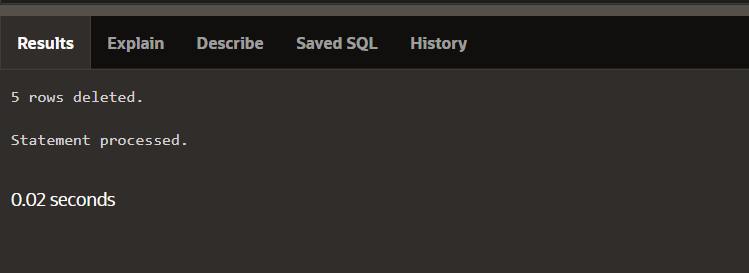 Results Explain Describe Saved SQL History
5 rows deleted.
Statement processed.
0.02 seconds